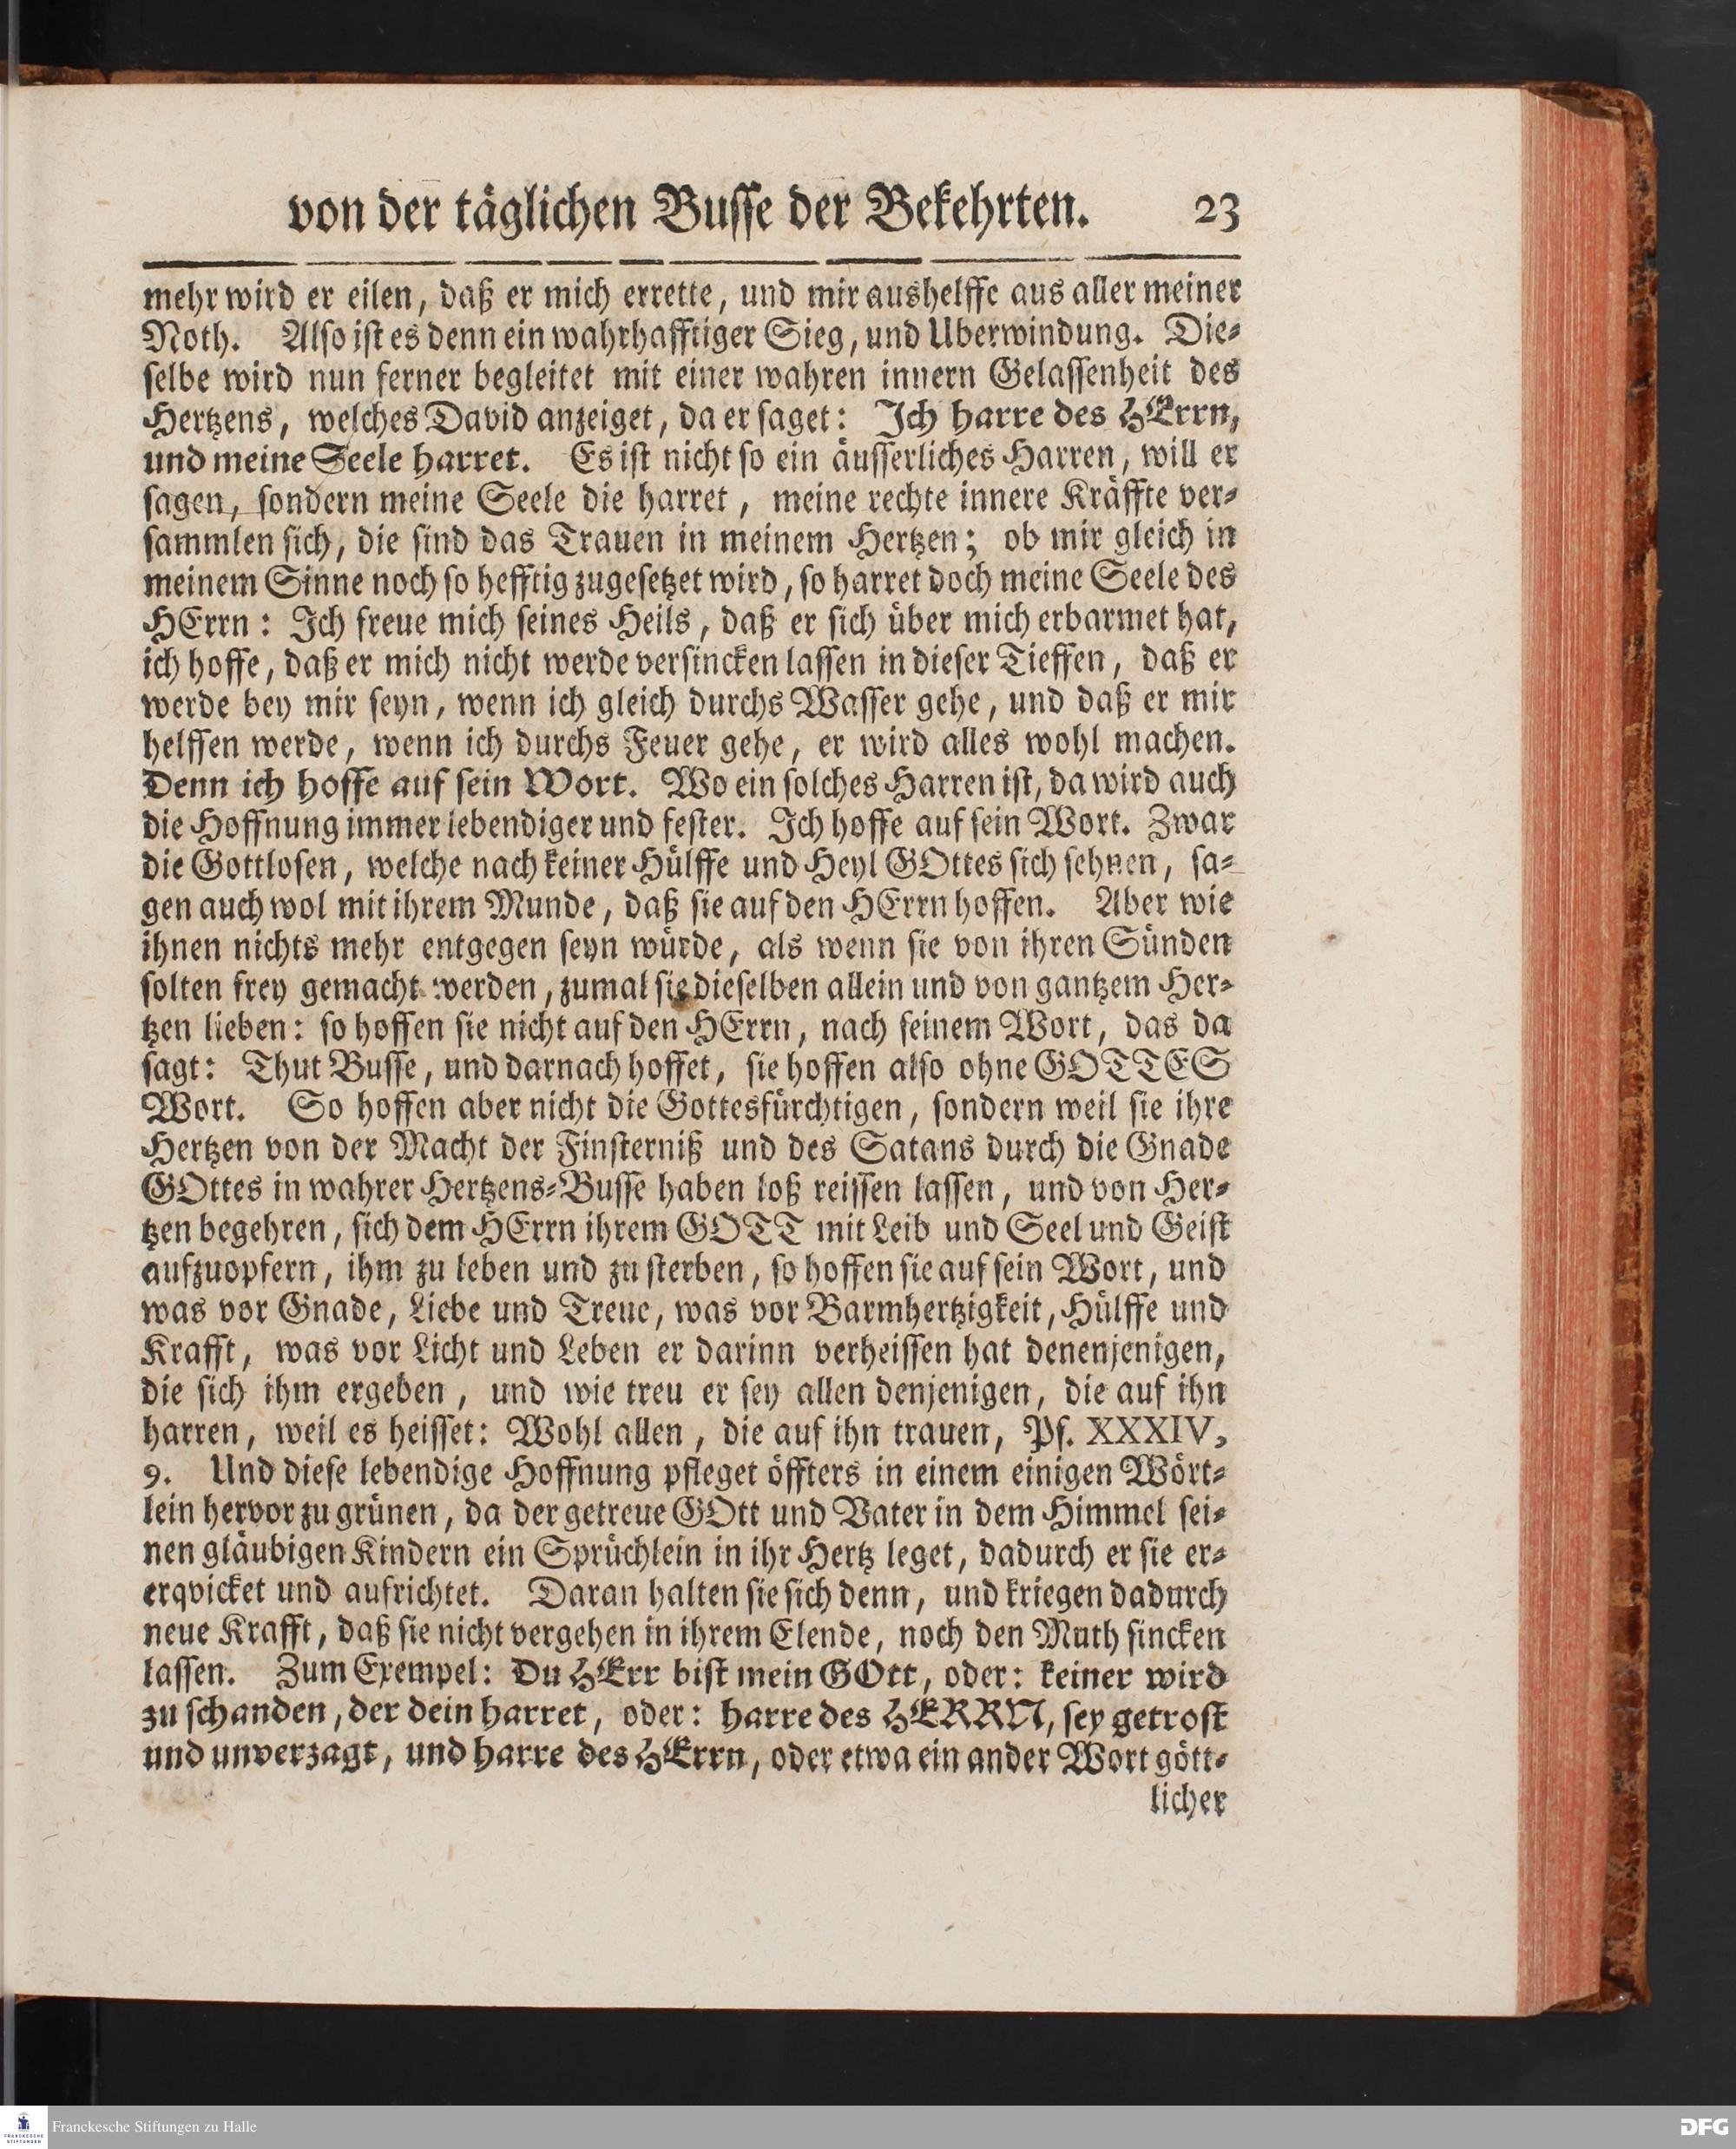 von der täglichen Busse der Bekehrten. 23
mehr wird er eilen, daß er mich errette, und mir aushelffe aus aller meiner
Noth. Also ist es denn ein wahrhafftiger Sieg, und Uberwindung. Die-
selbe wird nun ferner begleitet mit einer wahren innern Gelassenheit des
Hertzens, welches David anzeiget, da er saget: Ich harre des HErrn,
und meine Seele harret. Es ist nicht so ein äusserliches Harren, will er
sagen, sondern meine Seele die harret, meine rechte innere Kräffte ver-
sammlen sich, die sind das Trauen in meinem Hertzen; ob mir gleich in
meinem Sinne noch so hefftig zugesetzet wird, so harret doch meine Seele des
HErrn: Ich freue mich seines Heils, daß er sich über mich erbarmet hat,
ich hoffe, daß er mich nicht werde versincken lassen in dieser Tieffen, daß er
werde bey mir seyn, wenn ich gleich durchs Wasser gehe, und daß er mir
helffen werde, wenn ich durchs Feuer gehe, er wird alles wohl machen.
Denn ich hoffe auf sein Wort. Wo ein solches Harren ist, da wird auch
die Hoffnung immer lebendiger und fester. Ich hoffe auf sein Wort. Zwar
die Gottlosen, welche nach keiner Hülffe und Heyl GOttes sich sehnen, sa-
gen auch wol mit ihrem Munde, daß sie auf den HErrn hoffen. Aber wie
ihnen nichts mehr entgegen seyn würde, als wenn sie von ihren Sünden
solten frey gemacht werden, zumal sie dieselben allein und von gantzem Her-
tzen lieben: so hoffen sie nicht auf den HErrn, nach seinem Wort, das da
sagt: Thut Busse, und darnach hoffet, sie hoffen also ohne GOTTES
Wort. So hoffen aber nicht die Gottesfürchtigen, sondern weil sie ihre
Hertzen von der Macht der Finsterniß und des Satans durch die Gnade
GOttes in wahrer Hertzens-Busse haben loß reissen lassen, und von Her-
tzen begehren, sich dem HErrn ihrem GOTT mit Leib und Seel und Geist
aufzuopfern, ihm zu leben und zu sterben, so hoffen sie auf sein Wort, und
was vor Gnade, Liebe und Treue, was vor Barmhertzigkeit, Hülffe und
Krafft, was vor Licht und Leben er darinn verheissen hat denenjenigen,
die sich ihm ergeben, und wie treu er sey allen denjenigen, die auf ihn
harren, weil es heisset: Wohl allen, die auf ihn trauen, Ps. XXXIV,
9. Und diese lebendige Hoffnung pfleget öffters in einem einigen Wört-
lein hervor zu grünen, da der getreue GOtt und Vater in dem Himmel sei-
nen gläubigen Kindern ein Sprüchlein in ihr Hertz leget, dadurch er sie er-
erqvicket und aufrichtet. Daran halten sie sich denn, und kriegen dadurch
neue Krafft, daß sie nicht vergehen in ihrem Elende, noch den Muth sincken
lassen. Zum Exempel: Du HErr bist mein GOtt, oder: keiner wird
zu schanden, der dein harret, oder: harre des HERRN, sey getrost
und unverzagt, und harre des HErrn, oder etwa ein ander Wort gött-
licher
FRANCKESCHE STIFTUNGEN
Franckesche Stiftungen zu Halle
DFG